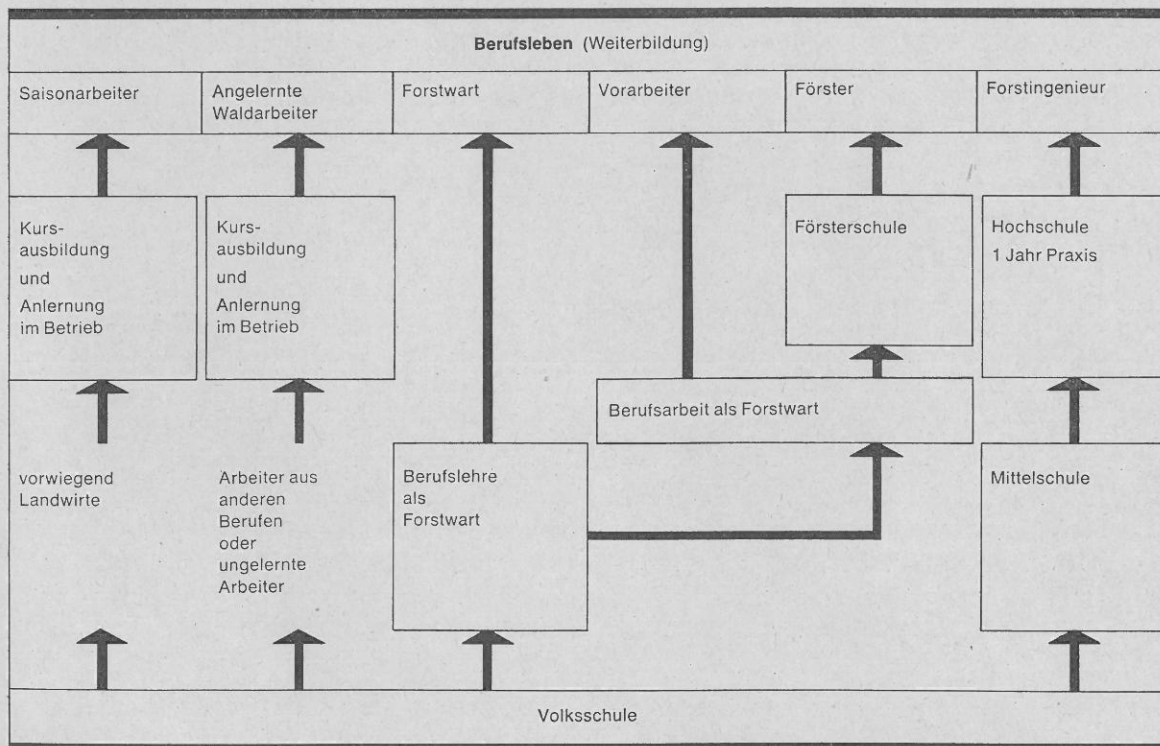 Berufsleben (Weiterbildung)
Saisonarbeiter
Angelernte
Waldarbeiter
Forstwart
Vorarbeiter
Förster
Forstingenieur
Kurs-
ausbildung
und
Anlernung
im Betrieb
Kurs-
ausbildung
und
Anlernung
im Betrieb
Försterschule
Hochschule
1 Jahr Praxis
Berufsarbeit als Forstwart
vorwiegend
Landwirte
Arbeiter aus
anderen
Berufen
oder
ungelernte
Arbeiter
Berufslehre
als
Forstwart
Mittelschule
Volksschule